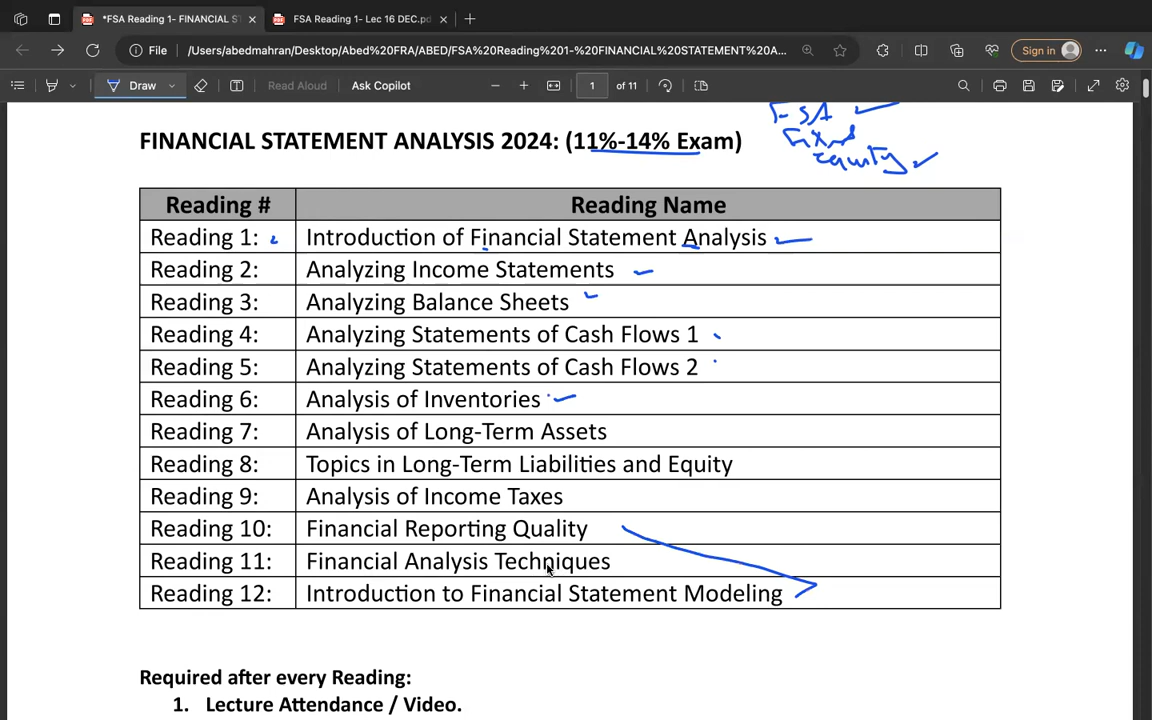 *FSA Reading 1- FINANCIAL S
FSA Reading 1- Lec 16 DEC.pd
File
/Users/abedmahran/Desktop/Abed%20FRA/ABED/FSA%20Reading%201-%20FINANCIAL%20STATEMENT%20A...
Sign in
Draw
Read Aloud
Ask Copilot
1
of 11
FSA
equity
FINANCIAL STATEMENT ANALYSIS 2024: (11%-14% Exam)
Reading # Reading Name
Reading 1: Introduction of Financial Statement Analysis
Reading 2: Analyzing Income Statements
Reading 3: Analyzing Balance Sheets
Reading 4: Analyzing Statements of Cash Flows 1
Reading 5: Analyzing Statements of Cash Flows 2
Reading 6: Analysis of Inventories
Reading 7: Analysis of Long-Term Assets
Reading 8: Topics in Long-Term Liabilities and Equity
Reading 9: Analysis of Income Taxes
Reading 10: Financial Reporting Quality
Reading 11: Financial Analysis Techniques
Reading 12: Introduction to Financial Statement Modeling
Required after every Reading:
1. Lecture Attendance / Video.